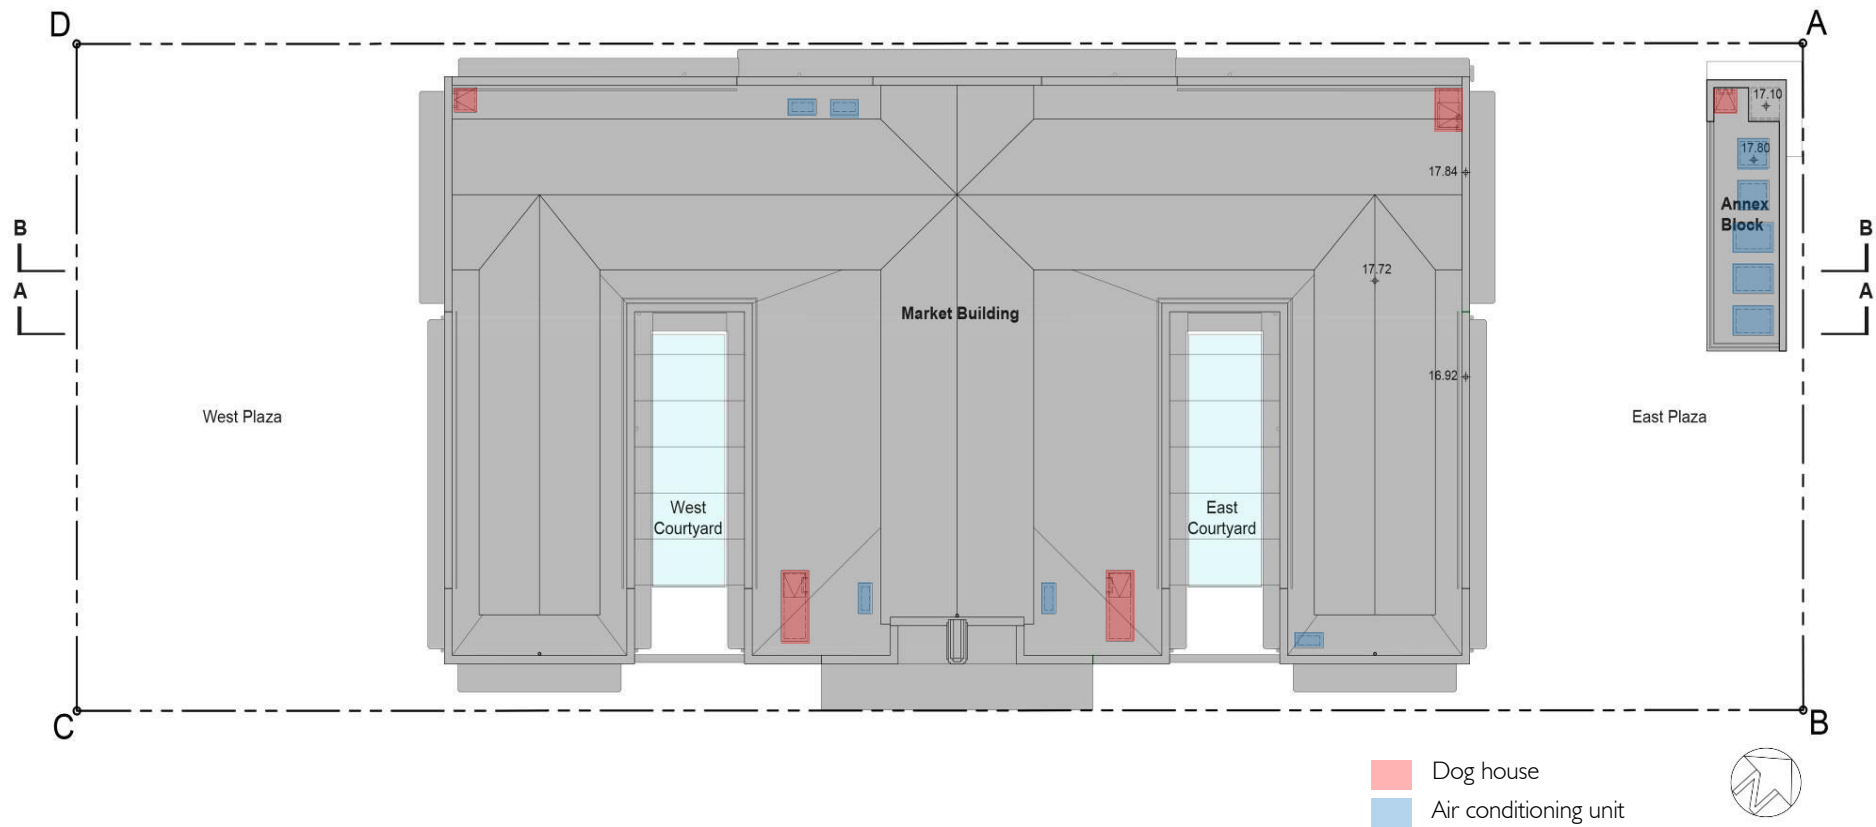 D
A
17.10
17.80
17.84
Annex
Block
B
B
17.72
A
A
Market Building
16.92
West Plaza
East Plaza
West
Courtyard
East
Courtyard
C
B
Dog house
Air conditioning unit
N